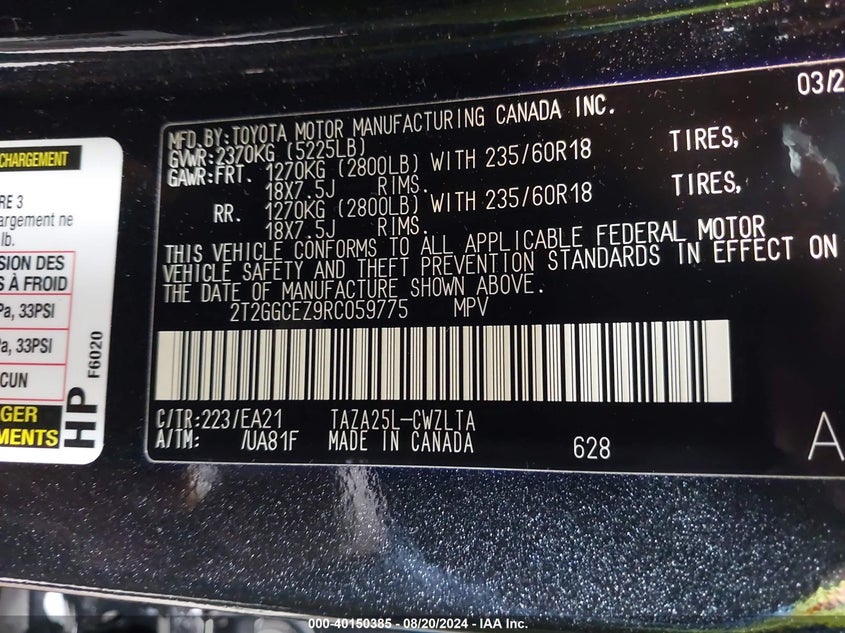 CHARGEMENT
RE 3
argement ne
lb.
SION DES
S À FROID
Pa, 33PSI
Pa, 33PSI
CUN
GER
MENTS
HP
F6020
03/2
MFD.BY:TOYOTA MOTOR MANUFACTURING CANADA INC.
GVWR:2370KG (5225LB)
GAWR:FRT. 1270KG (2800LB) WITH 235/60R18 TIRES,
18X7.5J RIMS.
RR. 1270KG (2800LB) WITH 235/60R18 TIRES,
18X7.5J RIMS.
THIS VEHICLE CONFORMS TO ALL APPLICABLE FEDERAL MOTOR
VEHICLE SAFETY AND THEFT PREVENTION STANDARDS IN EFFECT ON
THE DATE OF MANUFACTURE SHOWN ABOVE.
2T2GGCEZ9RC059775 MPV
C/TR:223/EA21 TAZA25L-CWZLTA
A/TM: /UA81F MADE IN CANADA 628
A
000-40150385 - 08/20/2024 - IAA Inc.